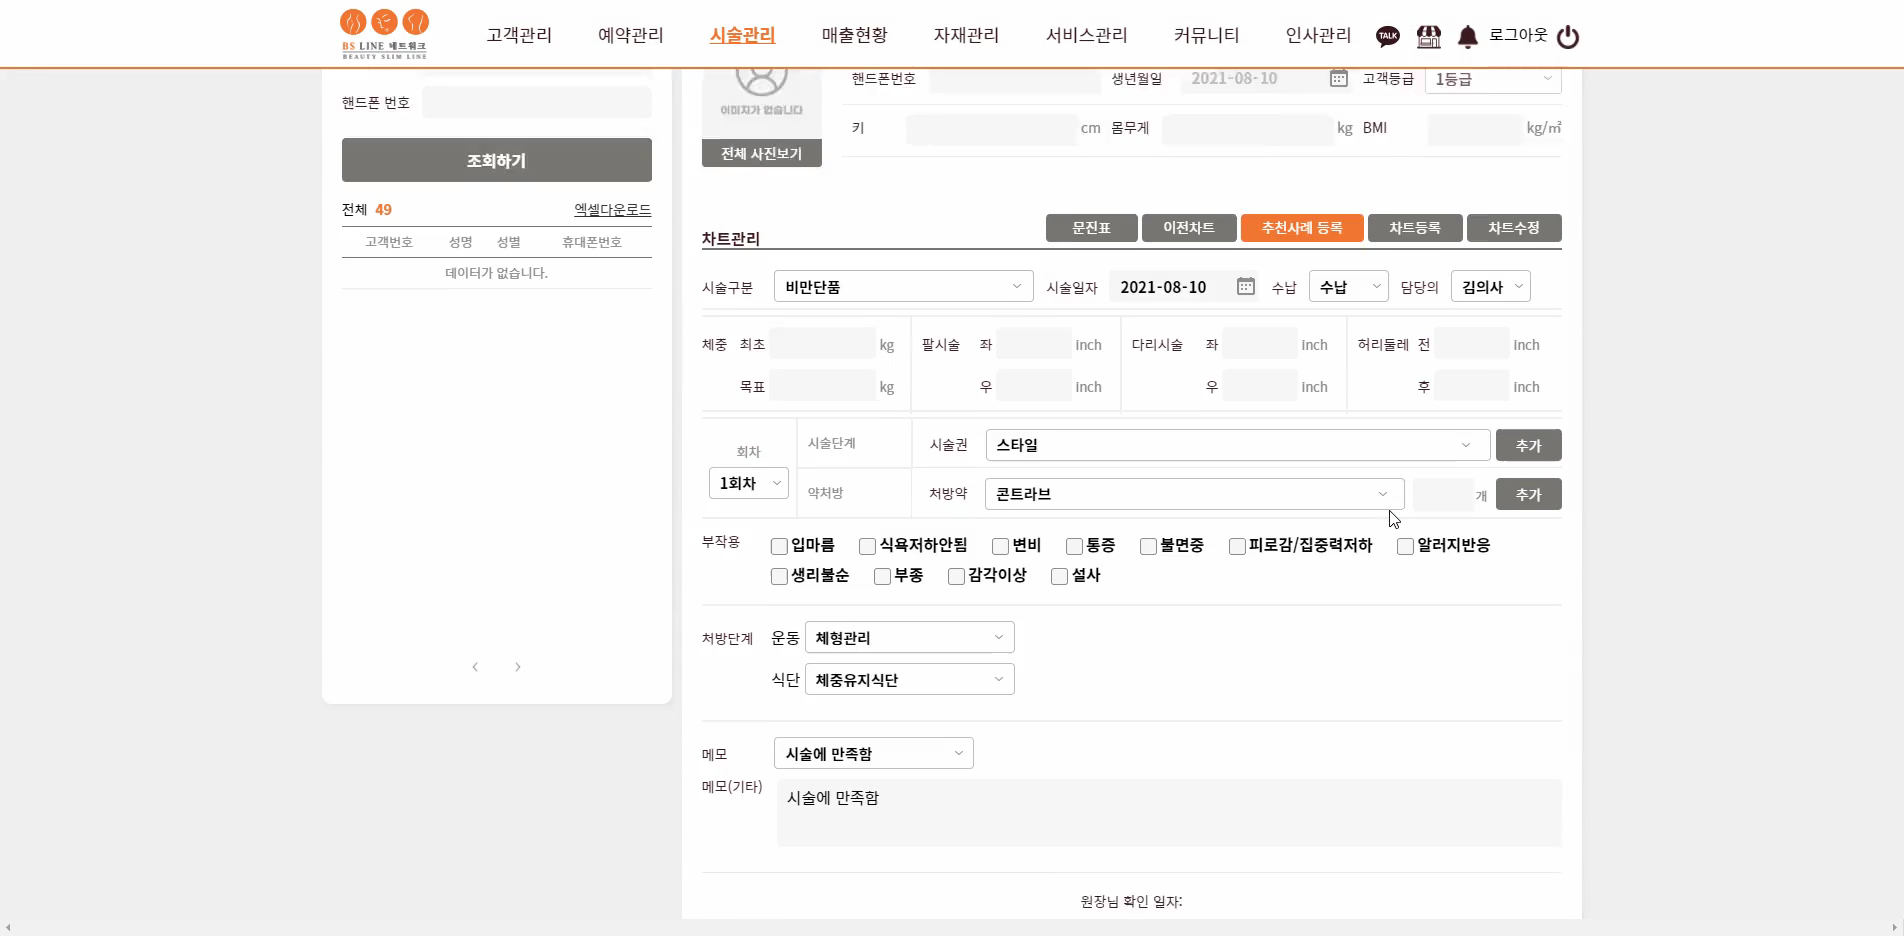 BS LINE 네트워크
BEAUTY SLIM LINE
고객관리 예약관리 시술관리 매출현황 자재관리 서비스관리 커뮤니티 인사관리 TALK 로그아웃
핸드폰 번호
조회하기
전체 49 엑셀다운로드
고객번호 성명 성별 휴대폰번호
데이터가 없습니다.
이미지가 없습니다
전체 사진보기
핸드폰번호 생년월일 2021-08-10 고객등급 1등급
키 cm 몸무게 kg BMI kg/㎡
차트관리 문진표 이전차트 추천사례 등록 차트등록 차트수정
시술구분 비만단품 시술일자 2021-08-10 수납 수납 담당의 김의사
체중 최초 kg 팔시술 좌 inch 다리시술 좌 inch 허리둘레 전 inch
목표 kg 우 inch 우 inch 후 inch
회차 시술단계 시술권 스타일 추가
1회차 약처방 처방약 콘트라브 개 추가
부작용 입마름 식욕저하안됨 변비 통증 불면중 피로감/집중력저하 알러지반응
생리불순 부종 감각이상 설사
처방단계 운동 체형관리
식단 체중유지식단
메모 시술에 만족함
메모(기타) 시술에 만족함
원장님 확인 일자: